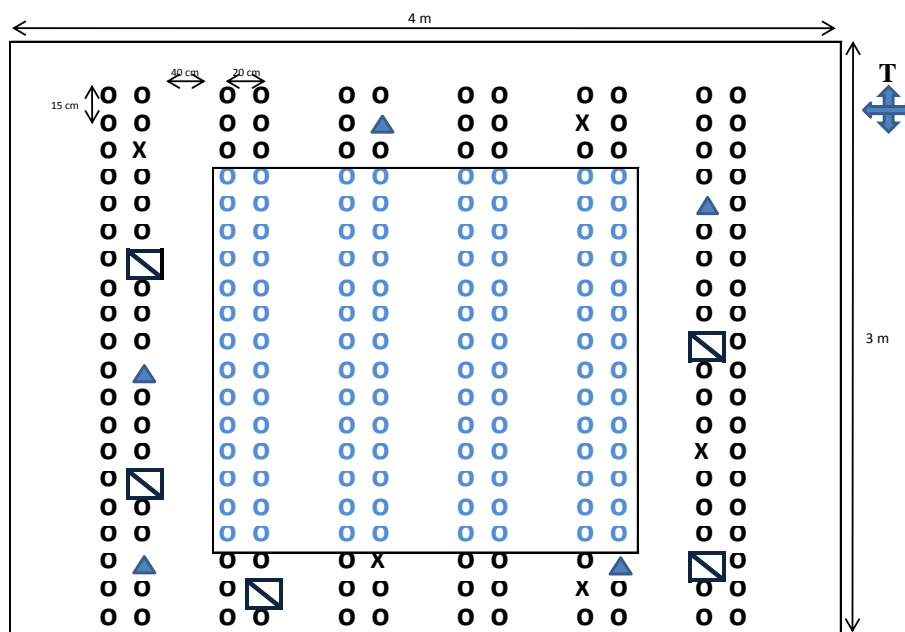 4 m
40 cm 20 cm
T
15 cm
O O O O O O O O O O O O
O O O O O O O X O O O
O X O O O O O O O O O O
O O O O O O O O O O O O
O O O O O O O O O O O
O O O O O O O O O O O O
O O O O O O O O O O O O
O O O O O O O O O O O O
O O O O O O O O O O O O
O O O O O O O O O O O O
3 m
O O O O O O O O O O O
O O O O O O O O O O O O
O O O O O O O O O O O O
O O O O O O O O O O X O
O O O O O O O O O O O O
O O O O O O O O O O O O
O O O O O O O O O O O O
O O O O X O O O O O
O O O O O O O O X O O O
O O O O O O O O O O O O